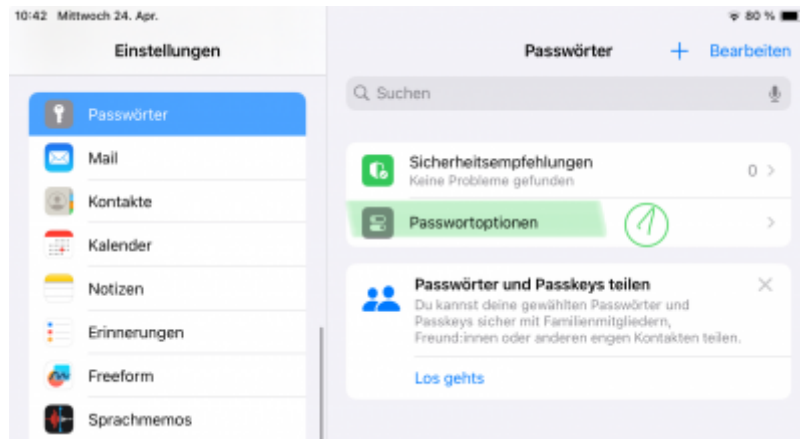 10:42 Mittwoch 24. Apr.
80 %
Einstellungen
Passwörter
Mail
Kontakte
Kalender
Notizen
Erinnerungen
Freeform
Sprachmemos
Passwörter
Bearbeiten
Suchen
Sicherheitsempfehlungen
0
Keine Probleme gefunden
Passwortoptionen
1
Passwörter und Passkeys teilen
Du kannst deine gewählten Passwörter und
Passkeys sicher mit Familienmitgliedern,
Freund:innen oder anderen engen Kontakten teilen.
Los gehts